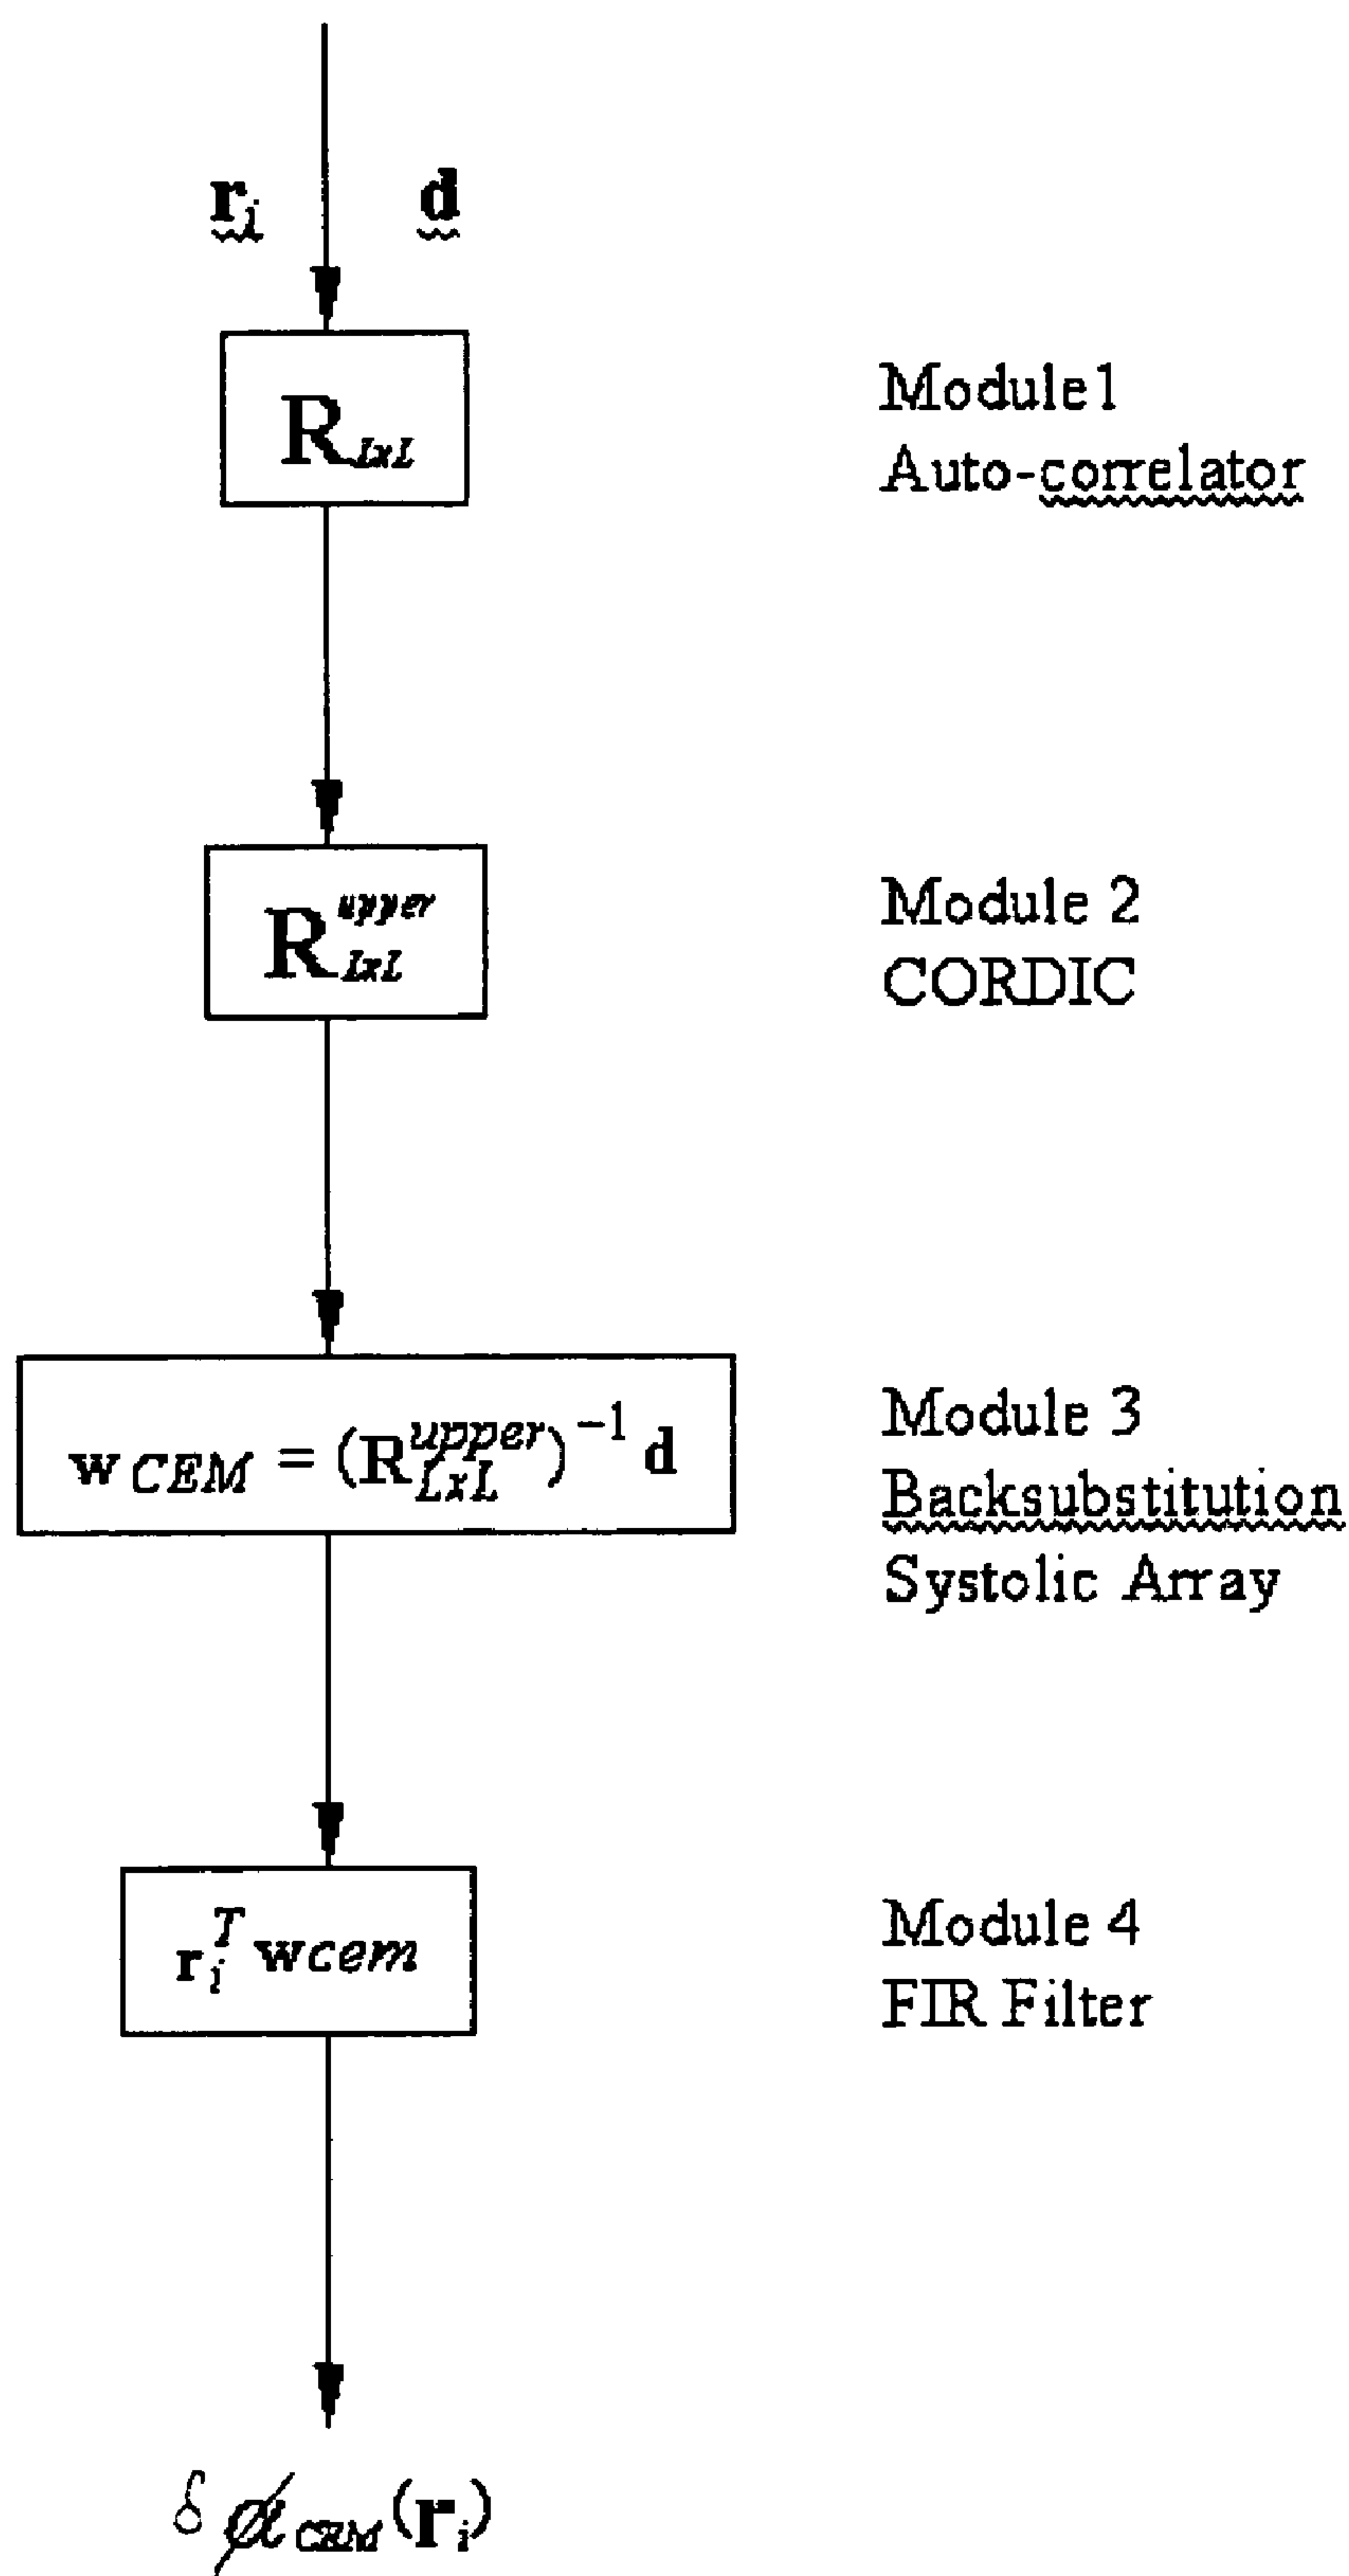 r_i d
R_LxL
Module1
Auto-correlator
R_LxL^upper
Module 2
CORDIC
w_CEM = (R_LxL^upper)^-1 d
Module 3
Backsubstitution
Systolic Array
r_i^T wcem
Module 4
FIR Filter
δ α_CEM(r_i)